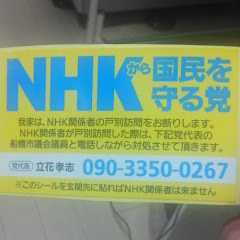 NHKから国民を守る党
我家は、NHK関係者の戸別訪問をお断りします。
NHK関係者が戸別訪問した際は、下記党代表の
船橋市議会議員と電話しながら対処させて頂きます。
党代表 立花孝志 090-3350-0267
※このシールを玄関先に貼ればNHK関係者は来ません